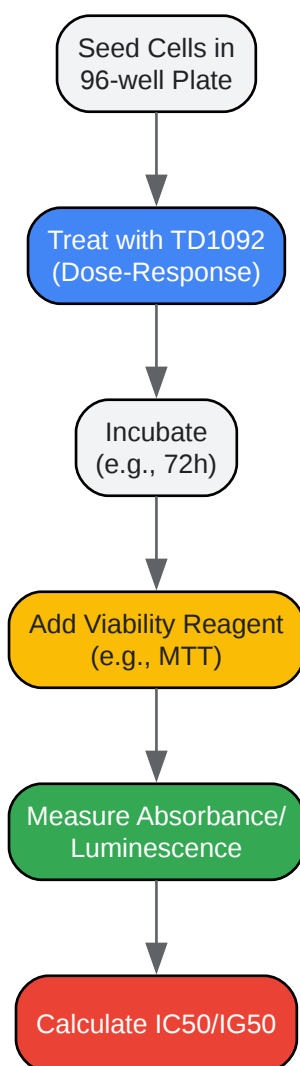 Seed Cells in
96-well Plate
Treat with TD1092
(Dose-Response)
Incubate
(e.g., 72h)
Add Viability Reagent
(e.g., MTT)
Measure Absorbance/
Luminescence
Calculate IC50/IG50